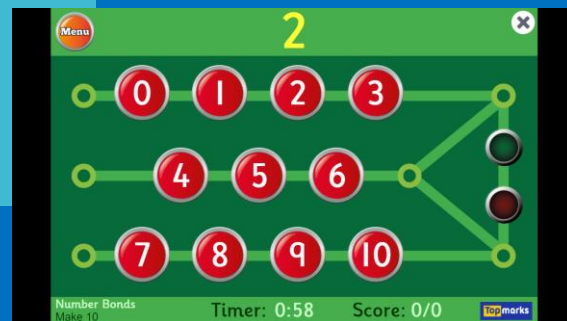 Menu
2
0 1 2 3
4 5 6
7 8 9 10
Number Bonds
Make 10
Timer: 0:58
Score: 0/0
Topmarks